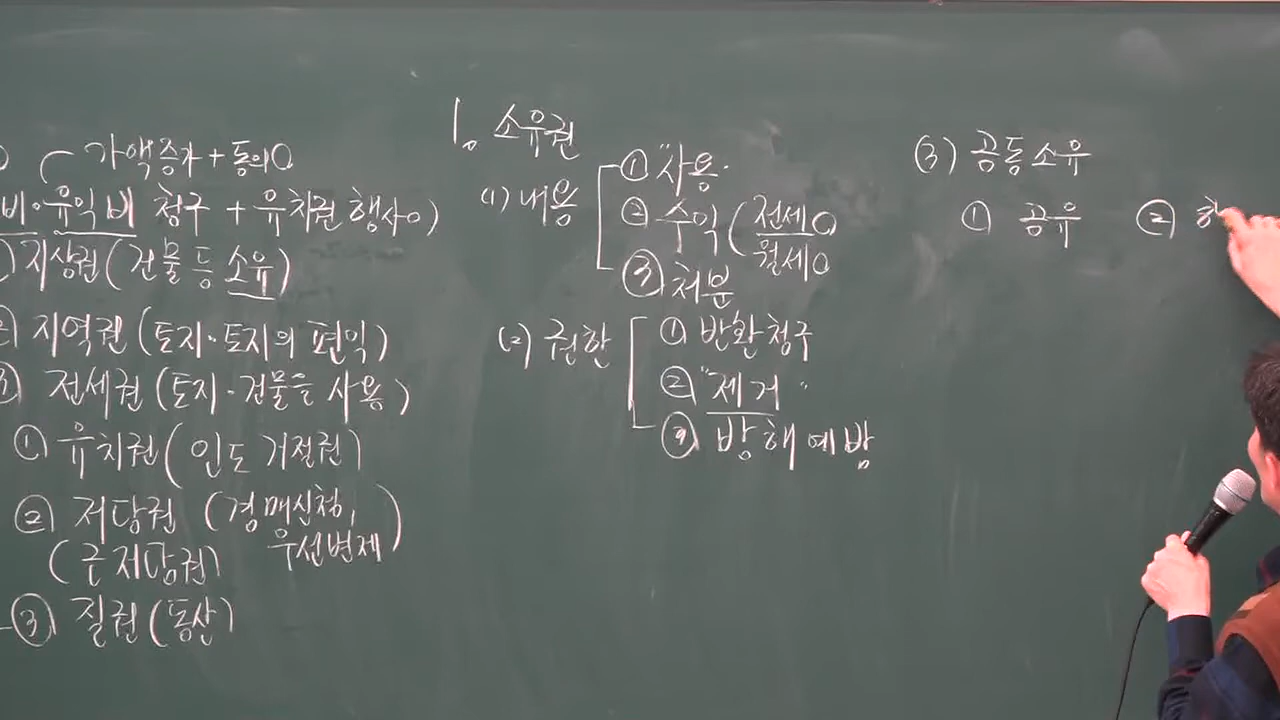 가액증가+동의O
비·유익비 청구 + 유치권 행사O)
지상권(건물 등 소유)
지역권(토지·토지의 편익)
전세권(토지·건물을 사용)
① 유치권(인도 거절권)
② 저당권 (경매신청,
우선변제)
(근저당권)
③ 질권(동산)
1. 소유권
(1) 내용
① "사용·
② 수익(전세O
월세O
③ 처분
(2) 권한
① 반환청구
② "제거"
③ 방해예방
(3) 공동소유
① 공유 ②